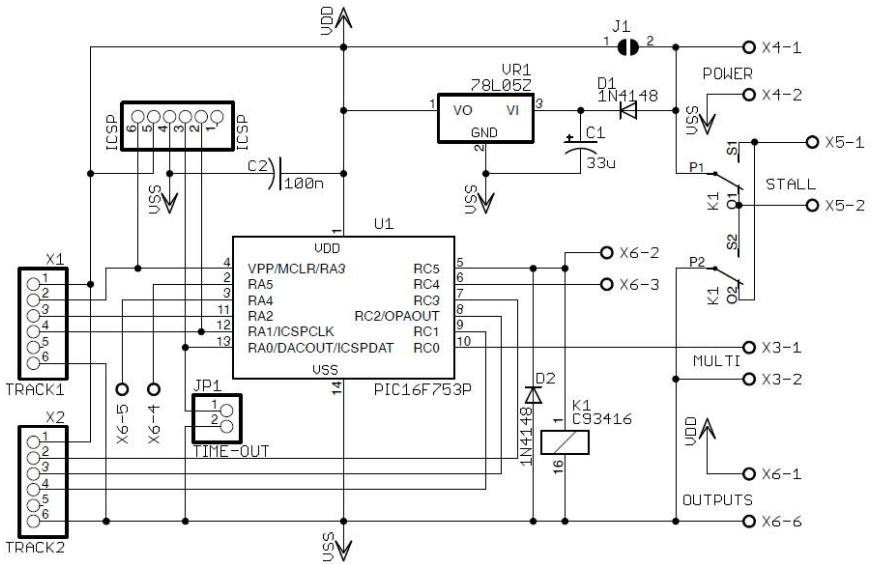 VDD
J1
1 2
X4-1
VR1
78L05Z
D1
1N4148
POWER
1 VO VI 3
X4-2
VSS
ICSP
6 5 4 3 2 1
ICSP
GND
2
C1
33u
S1
X5-1
C2
100n
P1
STALL
VSS
VSS
K1
O1
X5-2
U1
1
VDD
S2
X1
X6-2
P2
4 VPP/MCLR/RA3 RC5 5
2 RA5 RC4 6
X6-3
3 RA4 RC3 7
K1
O2
11 RA2 RC2/OPAOUT 8
12 RA1/ICSPCLK RC1 9
13 RA0/DACOUT/ICSPDAT RC0 10
X3-1
1
2
3
4
5
6
MULTI
VSS
14
PIC16F753P
TRACK1
X3-2
JP1
1
2
D2
1N4148
K1
C93416
1
16
X6-5
X6-4
X2
TIME-OUT
VDD
1
2
3
4
5
6
X6-1
OUTPUTS
X6-6
TRACK2
VSS